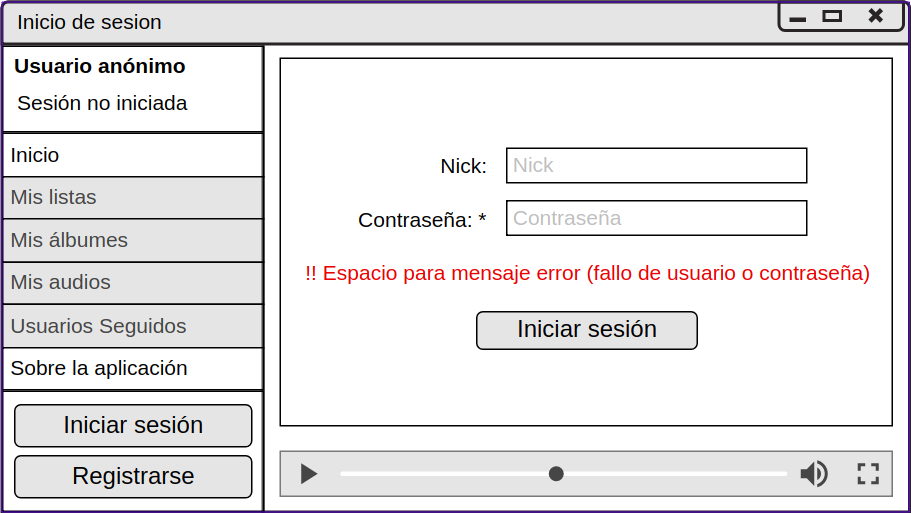 Inicio de sesion
Usuario anónimo
Sesión no iniciada
Inicio
Mis listas
Mis álbumes
Mis audios
Usuarios Seguidos
Sobre la aplicación
Iniciar sesión
Registrarse
Nick: Nick
Contraseña: * Contraseña
!! Espacio para mensaje error (fallo de usuario o contraseña)
Iniciar sesión